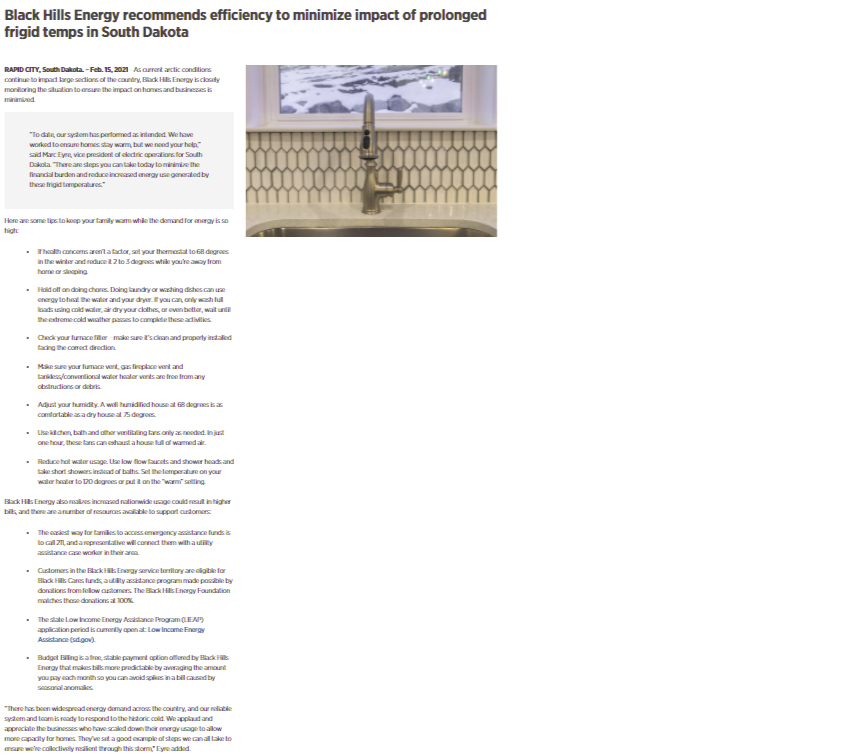 Black Hills Energy recommends efficiency to minimize impact of prolonged
frigid temps in South Dakota
RAPID CITY, South Dakota. – Feb. 15, 2021   As current arctic conditions
continue to impact large sections of the country, Black Hills Energy is closely
monitoring the situation to ensure the impact on homes and businesses is
minimized.
"To date, our system has performed as intended. We have
worked to ensure homes stay warm, but we need your help,"
said Marc Eyre, vice president of electric operations for South
Dakota. "There are steps you can take today to minimize the
financial burden and reduce increased energy use generated by
these frigid temperatures."
Here are some tips to keep your family warm while the demand for energy is so
high:
• If health concerns aren't a factor, set your thermostat to 68 degrees
in the winter and reduce it 2 to 3 degrees while you're away from
home or sleeping.
• Hold off on doing chores. Doing laundry or washing dishes can use
energy to heat the water and your dryer. If you can, only wash full
loads using cold water, air dry your clothes, or even better, wait until
the extreme cold weather passes to complete these activities.
• Check your furnace filter – make sure it's clean and properly installed
facing the correct direction.
• Make sure your furnace vent, gas fireplace vent and
tankless/conventional water heater vents are free from any
obstructions or debris.
• Adjust your humidity. A well-humidified house at 68 degrees is as
comfortable as a dry house at 75 degrees.
• Use kitchen, bath and other ventilating fans only as needed. In just
one hour, these fans can exhaust a house full of warmed air.
• Reduce hot water usage. Use low-flow faucets and shower heads and
take short showers instead of baths. Set the temperature on your
water heater to 120 degrees or put it on the "warm" setting.
Black Hills Energy also realizes increased nationwide usage could result in higher
bills, and there are a number of resources available to support customers:
• The easiest way for families to access emergency assistance funds is
to call 211, and a representative will connect them with a utility
assistance case worker in their area.
• Customers in the Black Hills Energy service territory are eligible for
Black Hills Cares funds, a utility assistance program made possible by
donations from fellow customers. The Black Hills Energy Foundation
matches those donations at 100%.
• The state Low Income Energy Assistance Program (LIEAP)
application period is currently open at: Low Income Energy
Assistance (sd.gov).
• Budget Billing is a free, stable payment option offered by Black Hills
Energy that makes bills more predictable by averaging the amount
you pay each month so you can avoid spikes in a bill caused by
seasonal anomalies.
"There has been widespread energy demand across the country, and our reliable
system and team is ready to respond to the historic cold. We applaud and
appreciate the businesses who have scaled down their energy usage to allow
more capacity for homes. They've set a good example of steps we can all take to
ensure we're collectively resilient through this storm," Eyre added.